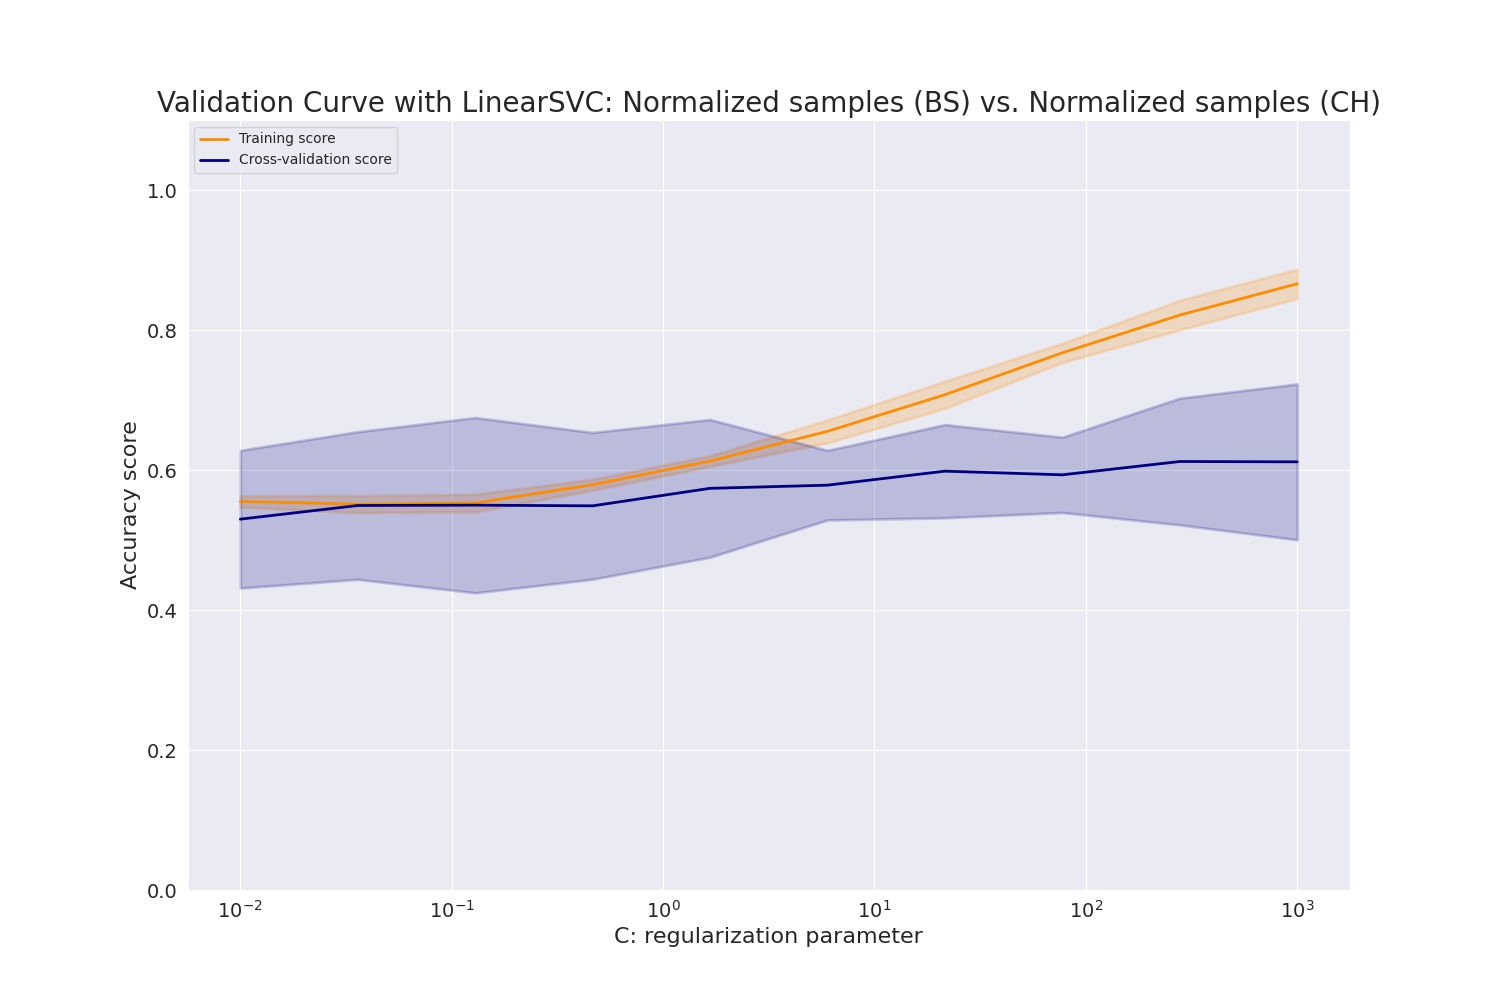 Validation Curve with LinearSVC: Normalized samples (BS) vs. Normalized samples (CH)
Training score
Cross-validation score
1.0
0.8
0.6
0.4
0.2
0.0
Accuracy score
10⁻² 10⁻¹ 10⁰ 10¹ 10² 10³
C: regularization parameter